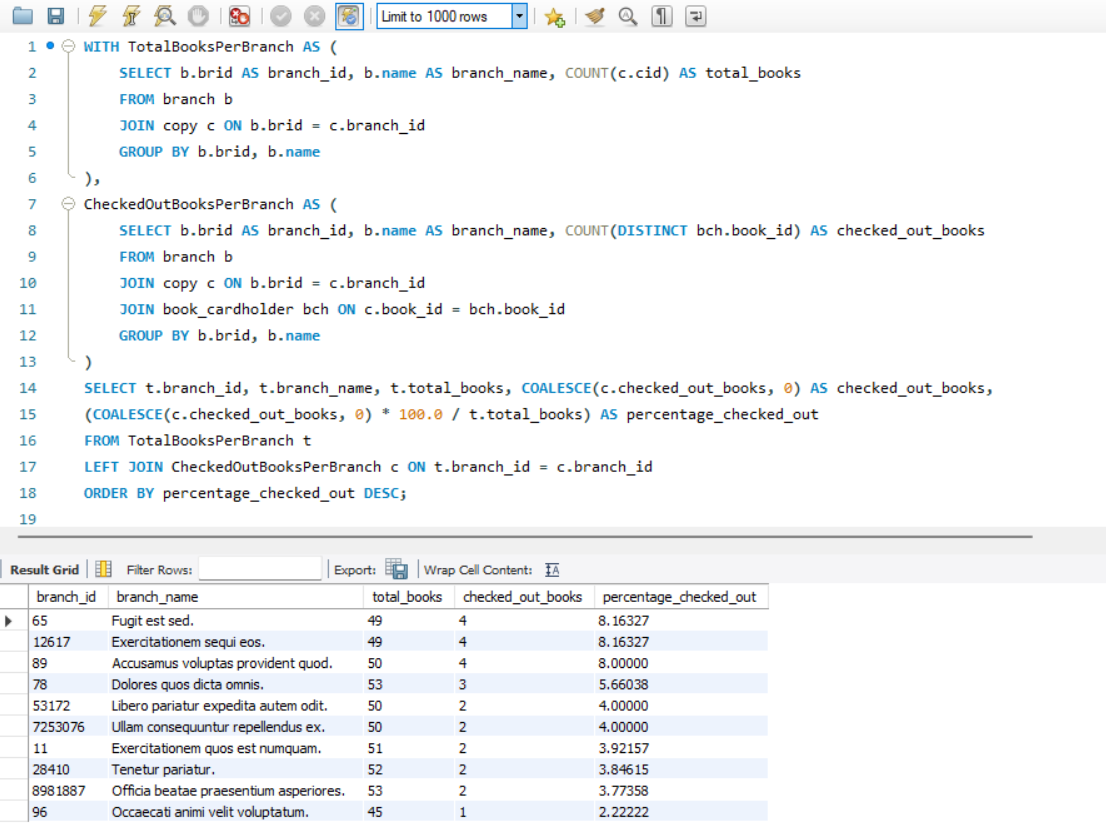 Limit to 1000 rows
1 WITH TotalBooksPerBranch AS (
2 SELECT b.brid AS branch_id, b.name AS branch_name, COUNT(c.cid) AS total_books
3 FROM branch b
4 JOIN copy c ON b.brid = c.branch_id
5 GROUP BY b.brid, b.name
6 ),
7 CheckedOutBooksPerBranch AS (
8 SELECT b.brid AS branch_id, b.name AS branch_name, COUNT(DISTINCT bch.book_id) AS checked_out_books
9 FROM branch b
10 JOIN copy c ON b.brid = c.branch_id
11 JOIN book_cardholder bch ON c.book_id = bch.book_id
12 GROUP BY b.brid, b.name
13 )
14 SELECT t.branch_id, t.branch_name, t.total_books, COALESCE(c.checked_out_books, 0) AS checked_out_books,
15 (COALESCE(c.checked_out_books, 0) * 100.0 / t.total_books) AS percentage_checked_out
16 FROM TotalBooksPerBranch t
17 LEFT JOIN CheckedOutBooksPerBranch c ON t.branch_id = c.branch_id
18 ORDER BY percentage_checked_out DESC;
19
Result Grid Filter Rows: Export: Wrap Cell Content: IA
branch_id branch_name total_books checked_out_books percentage_checked_out
65 Fugit est sed. 49 4 8.16327
12617 Exercitationem sequi eos. 49 4 8.16327
89 Accusamus voluptas provident quod. 50 4 8.00000
78 Dolores quos dicta omnis. 53 3 5.66038
53172 Libero pariatur expedita autem odit. 50 2 4.00000
7253076 Ullam consequuntur repellendus ex. 50 2 4.00000
11 Exercitationem quos est numquam. 51 2 3.92157
28410 Tenetur pariatur. 52 2 3.84615
8981887 Officia beatae praesentium asperiores. 53 2 3.77358
96 Occaecati animi velit voluptatum. 45 1 2.22222